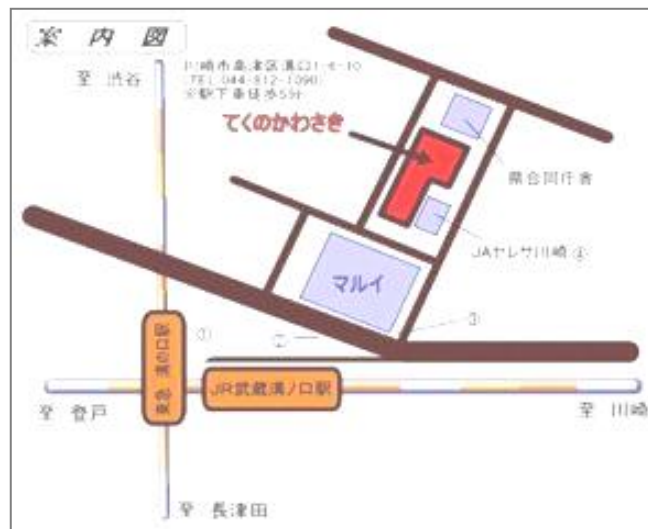 案 内 図
川崎市高津区溝口1-6-10
TEL 044-812-1090
※駅下車徒歩5分
至 渋谷
てくのかわさき
県合同庁舎
JAセレサ川崎 ④
マルイ
①
②
③
東急 溝の口駅
JR武蔵溝ノ口駅
至 登戸
至 川崎
至 長津田